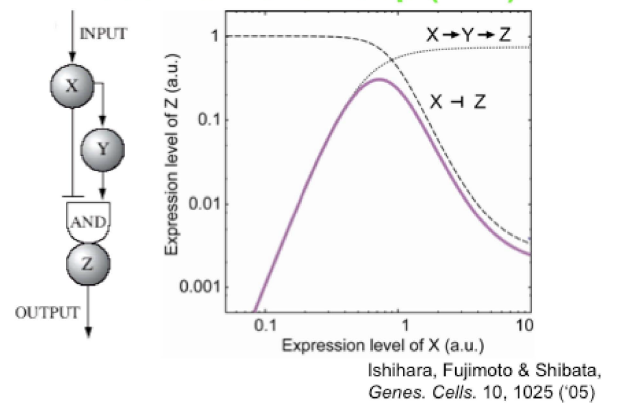 INPUT
X
Y
AND
Z
OUTPUT
Expression level of Z (a.u.)
1
0.1
0.01
0.001
X→Y→Z
X ⊣ Z
0.1
1
10
Expression level of X (a.u.)
Ishihara, Fujimoto & Shibata,
Genes. Cells. 10, 1025 (‘05)